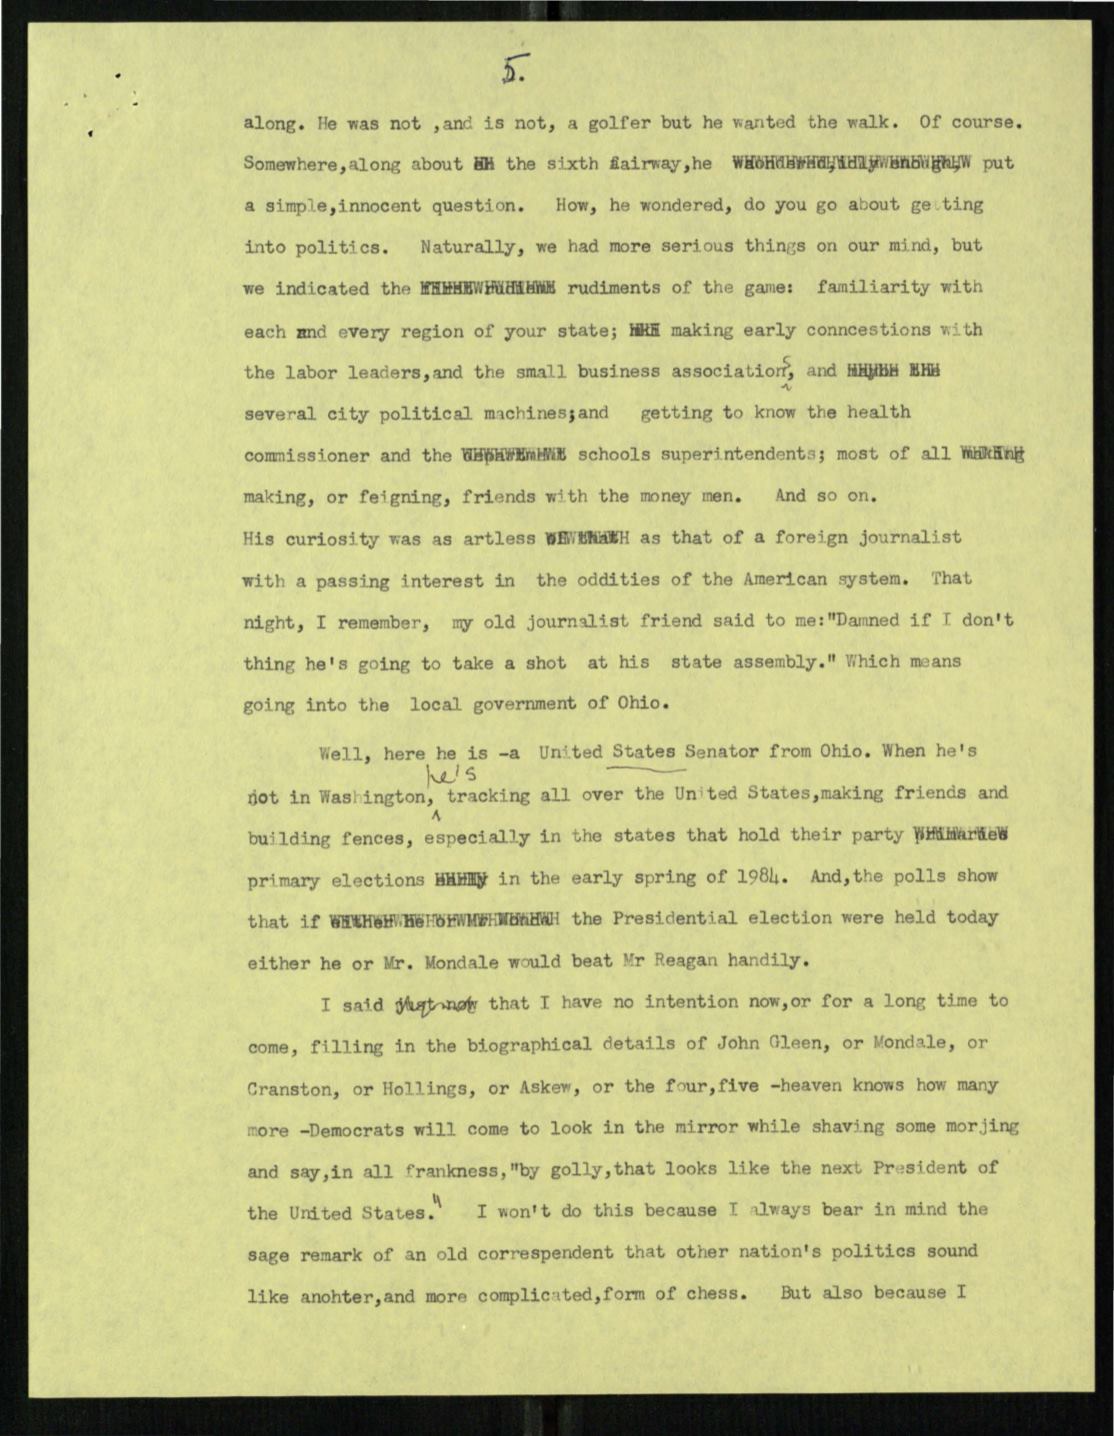 5.
along. He was not ,and is not, a golfer but he wanted the walk. Of course.
Somewhere,along about the sixth fairway,he put
a simple,innocent question. How, he wondered, do you go about getting
into politics. Naturally, we had more serious things on our mind, but
we indicated the rudiments of the game: familiarity with
each and every region of your state; making early conncestions with
the labor leaders,and the small business associations, and
several city political machines;and getting to know the health
commissioner and the schools superintendents; most of all
making, or feigning, friends with the money men. And so on.
His curiosity was as artless as that of a foreign journalist
with a passing interest in the oddities of the American system. That
night, I remember, my old journalist friend said to me:"Damned if I don't
thing he's going to take a shot at his state assembly." Which means
going into the local government of Ohio.
Well, here he is -a United States Senator from Ohio. When he's
not in Washington, he's tracking all over the United States,making friends and
building fences, especially in the states that hold their party
primary elections in the early spring of 1984. And,the polls show
that if the Presidential election were held today
either he or Mr. Mondale would beat Mr Reagan handily.
I said that I have no intention now,or for a long time to
come, filling in the biographical details of John Gleen, or Mondale, or
Cranston, or Hollings, or Askew, or the four,five -heaven knows how many
more -Democrats will come to look in the mirror while shaving some morjing
and say,in all frankness,"by golly,that looks like the next President of
the United States." I won't do this because I always bear in mind the
sage remark of an old correspendent that other nation's politics sound
like anohter,and more complicated,form of chess. But also because I